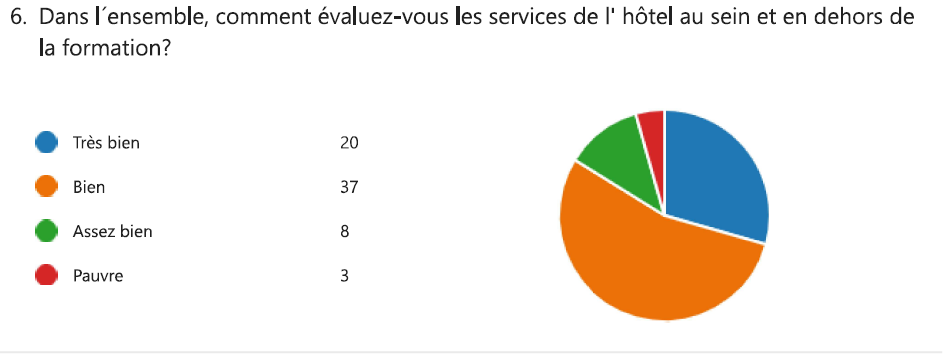 6. Dans l´ensemble, comment évaluez-vous les services de l' hôtel au sein et en dehors de
la formation?
Très bien 20
Bien 37
Assez bien 8
Pauvre 3